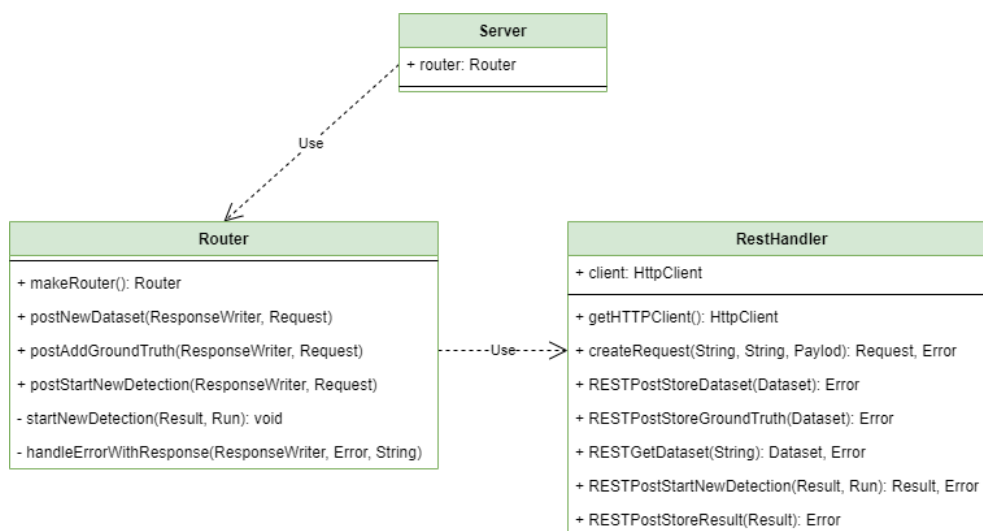 Server
+ router: Router
Use
Router
+ makeRouter(): Router
+ postNewDataset(ResponseWriter, Request)
+ postAddGroundTruth(ResponseWriter, Request)
+ postStartNewDetection(ResponseWriter, Request)
- startNewDetection(Result, Run): void
- handleErrorWithResponse(ResponseWriter, Error, String)
Use
RestHandler
+ client: HttpClient
+ getHTTPClient(): HttpClient
+ createRequest(String, String, Paylod): Request, Error
+ RESTPostStoreDataset(Dataset): Error
+ RESTPostStoreGroundTruth(Dataset): Error
+ RESTGetDataset(String): Dataset, Error
+ RESTPostStartNewDetection(Result, Run): Result, Error
+ RESTPostStoreResult(Result): Error